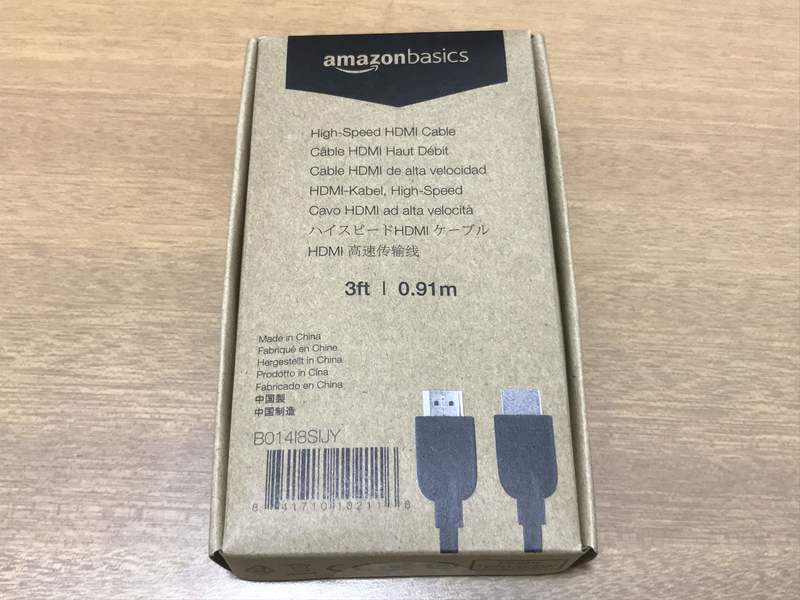 amazonbasics
High-Speed HDMI Cable
Câble HDMI Haut Débit
Cable HDMI de alta velocidad
HDMI-Kabel, High-Speed
Cavo HDMI ad alta velocità
ハイスピードHDMI ケーブル
HDMI 高速传输线
3ft | 0.91m
Made in China
Fabriqué en Chine
Hergestellt in China
Prodotto in Cina
Fabricado en China
中国製
中国制造
B014I8SIJY